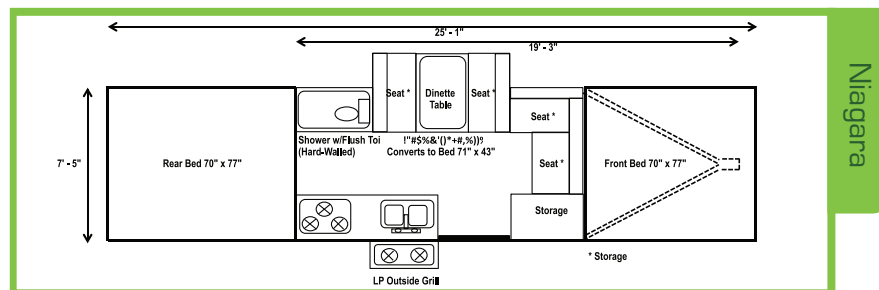 25' - 1"
19' - 3"
Niagara
Seat *
Dinette
Table
Seat *
Seat *
Shower w/Flush Toi
(Hard-Walled)
!"#$%&'()*+#,%))9
Converts to Bed 71" x 43"
7' - 5"
Rear Bed 70" x 77"
Seat *
Front Bed 70" x 77"
Storage
* Storage
LP Outside Grill